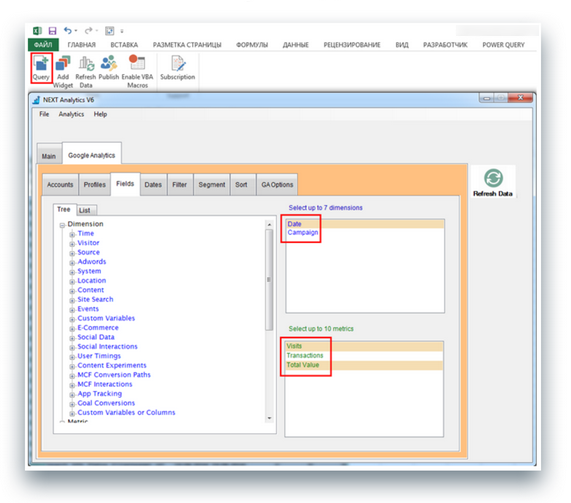 ФАЙЛ ГЛАВНАЯ ВСТАВКА РАЗМЕТКА СТРАНИЦЫ ФОРМУЛЫ ДАННЫЕ РЕЦЕНЗИРОВАНИЕ ВИД РАЗРАБОТЧИК POWER QUERY
Query Add Widget Refresh Data Publish Enable VBA Macros Subscription
NEXT Analytics V6
File Analytics Help
Main Google Analytics
Accounts Profiles Fields Dates Filter Segment Sort GA Options
Refresh Data
Tree List
Select up to 7 dimensions
Dimension
Time
Visitor
Source
Adwords
System
Location
Content
Site Search
Events
Custom Variables
E-Commerce
Social Data
Social Interactions
User Timings
Content Experiments
MCF Conversion Paths
MCF Interactions
App Tracking
Goal Conversions
Custom Variables or Columns
Metric
Date
Campaign
Select up to 10 metrics
Visits
Transactions
Total Value